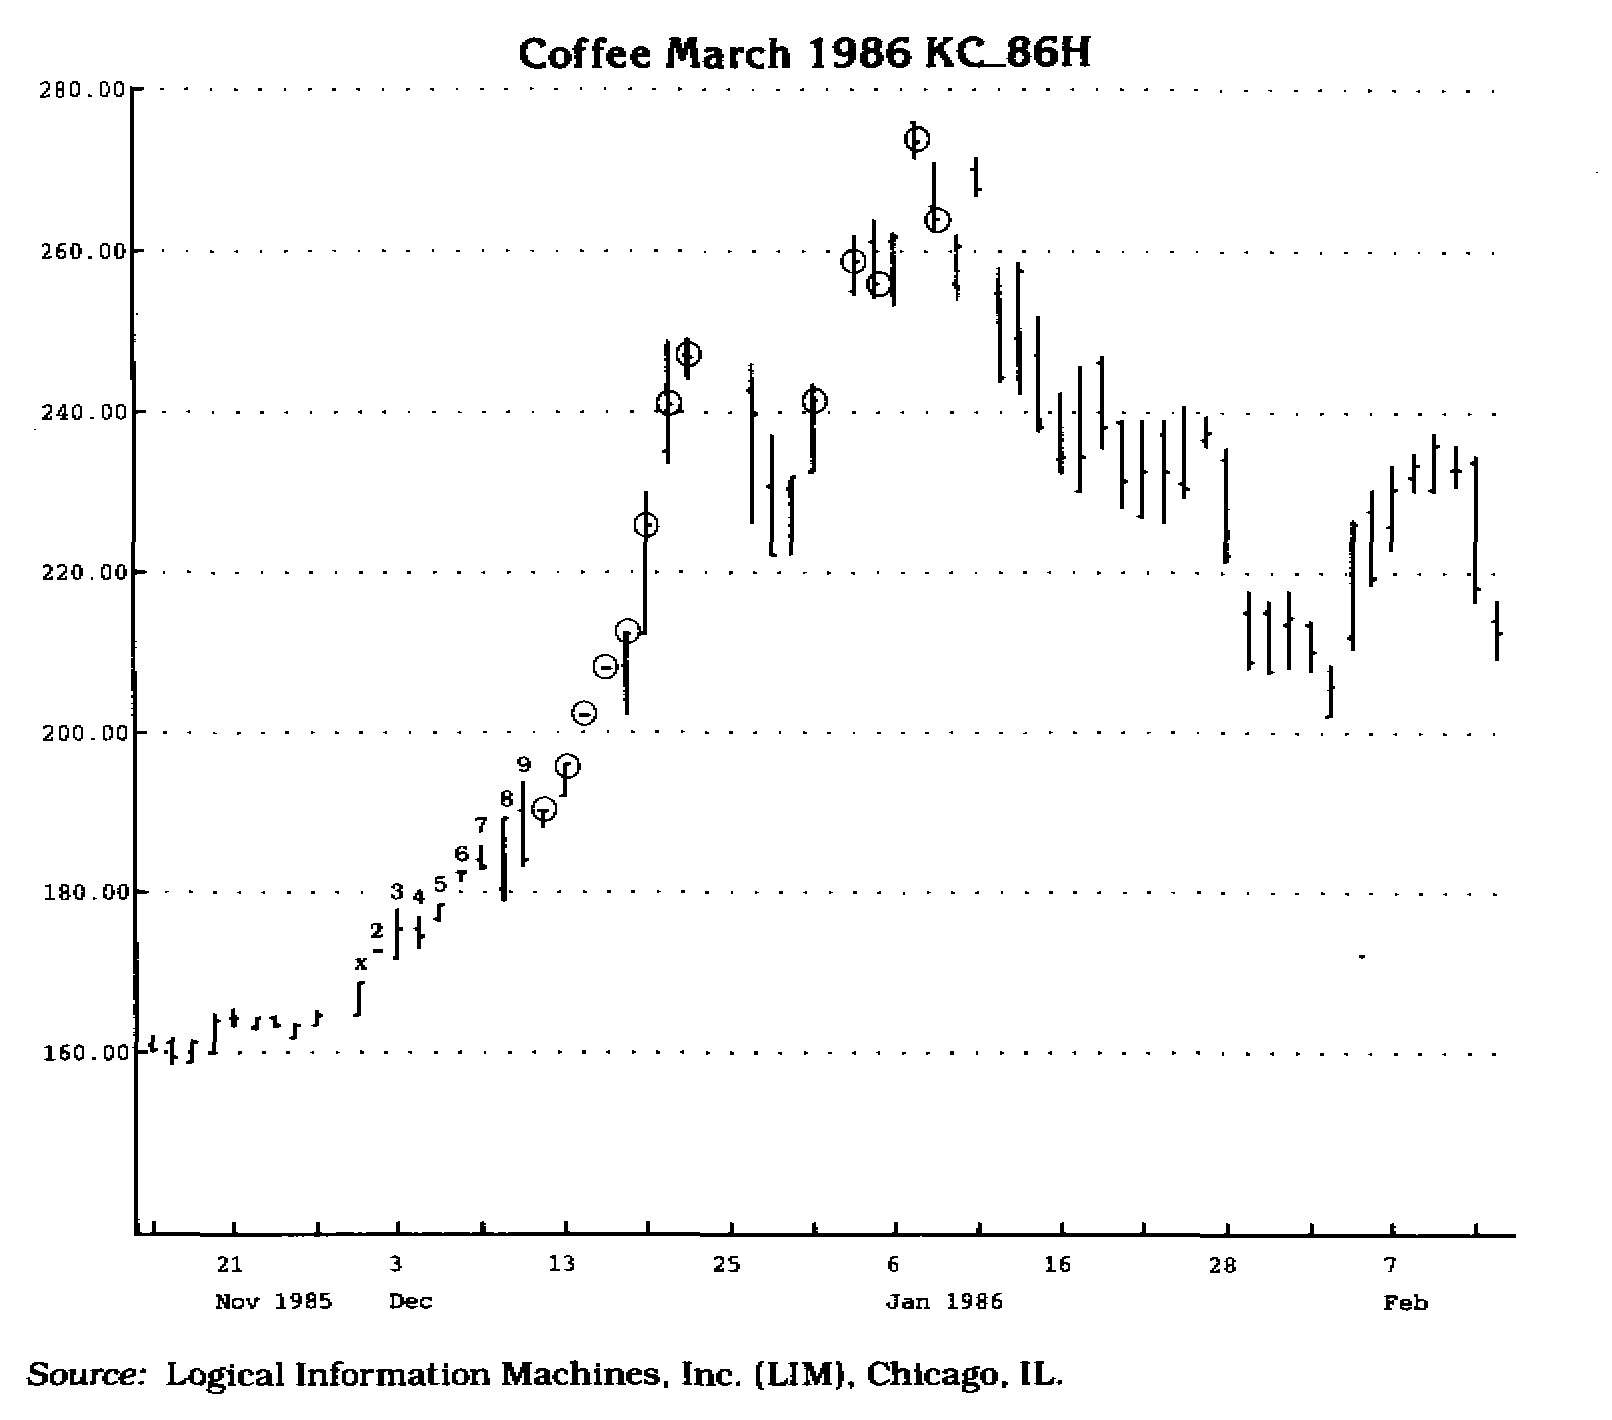 Coffee March 1986 KC_86H
280.00
260.00
240.00
220.00
200.00
9
8
7
6
180.00
3 4 5
2
x
160.00
21 3 13 25 6 16 28 7
Nov 1985 Dec Jan 1986 Feb
Source: Logical Information Machines, Inc. (LIM), Chicago, IL.